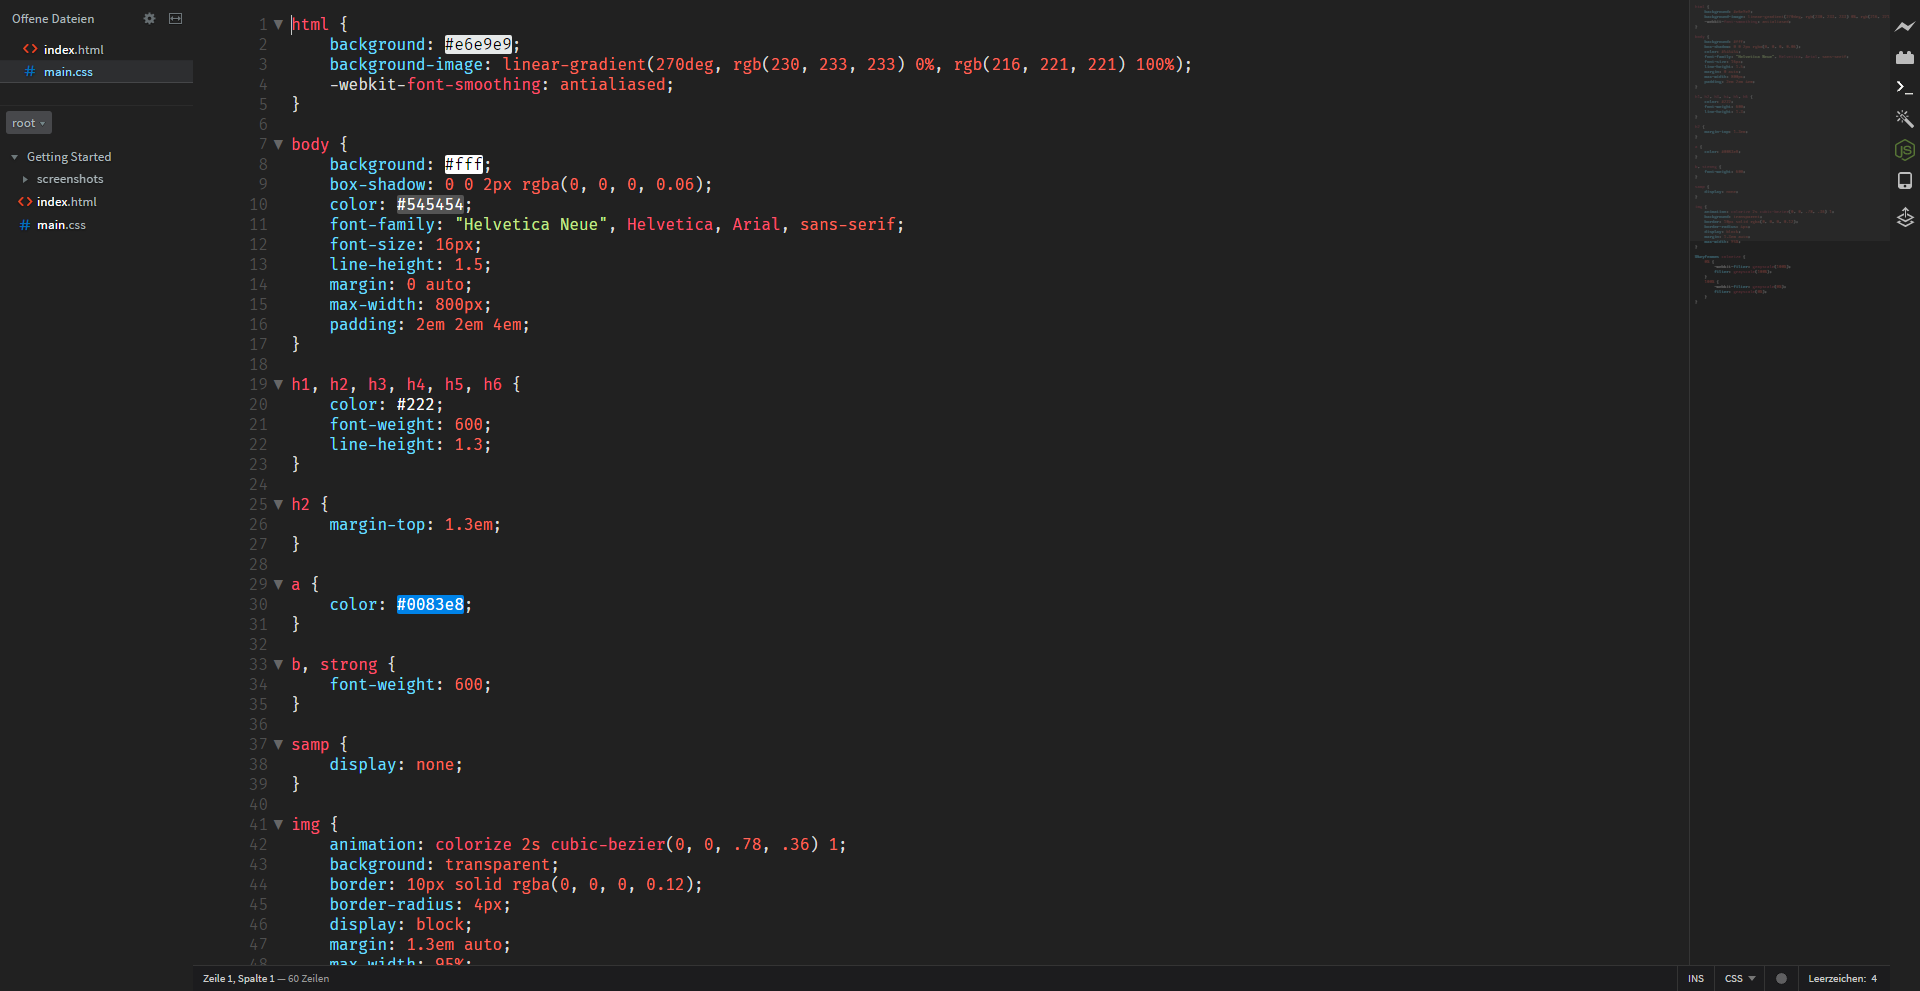 Offene Dateien
index.html
main.css
root
Getting Started
screenshots
index.html
main.css
1 html {
2 background: #e6e9e9;
3 background-image: linear-gradient(270deg, rgb(230, 233, 233) 0%, rgb(216, 221, 221) 100%);
4 -webkit-font-smoothing: antialiased;
5 }
6
7 body {
8 background: #fff;
9 box-shadow: 0 0 2px rgba(0, 0, 0, 0.06);
10 color: #545454;
11 font-family: "Helvetica Neue", Helvetica, Arial, sans-serif;
12 font-size: 16px;
13 line-height: 1.5;
14 margin: 0 auto;
15 max-width: 800px;
16 padding: 2em 2em 4em;
17 }
18
19 h1, h2, h3, h4, h5, h6 {
20 color: #222;
21 font-weight: 600;
22 line-height: 1.3;
23 }
24
25 h2 {
26 margin-top: 1.3em;
27 }
28
29 a {
30 color: #0083e8;
31 }
32
33 b, strong {
34 font-weight: 600;
35 }
36
37 samp {
38 display: none;
39 }
40
41 img {
42 animation: colorize 2s cubic-bezier(0, 0, .78, .36) 1;
43 background: transparent;
44 border: 10px solid rgba(0, 0, 0, 0.12);
45 border-radius: 4px;
46 display: block;
47 margin: 1.3em auto;
48 max-width: 95%;
JS
Zeile 1, Spalte 1 — 60 Zeilen
INS
CSS
Leerzeichen: 4